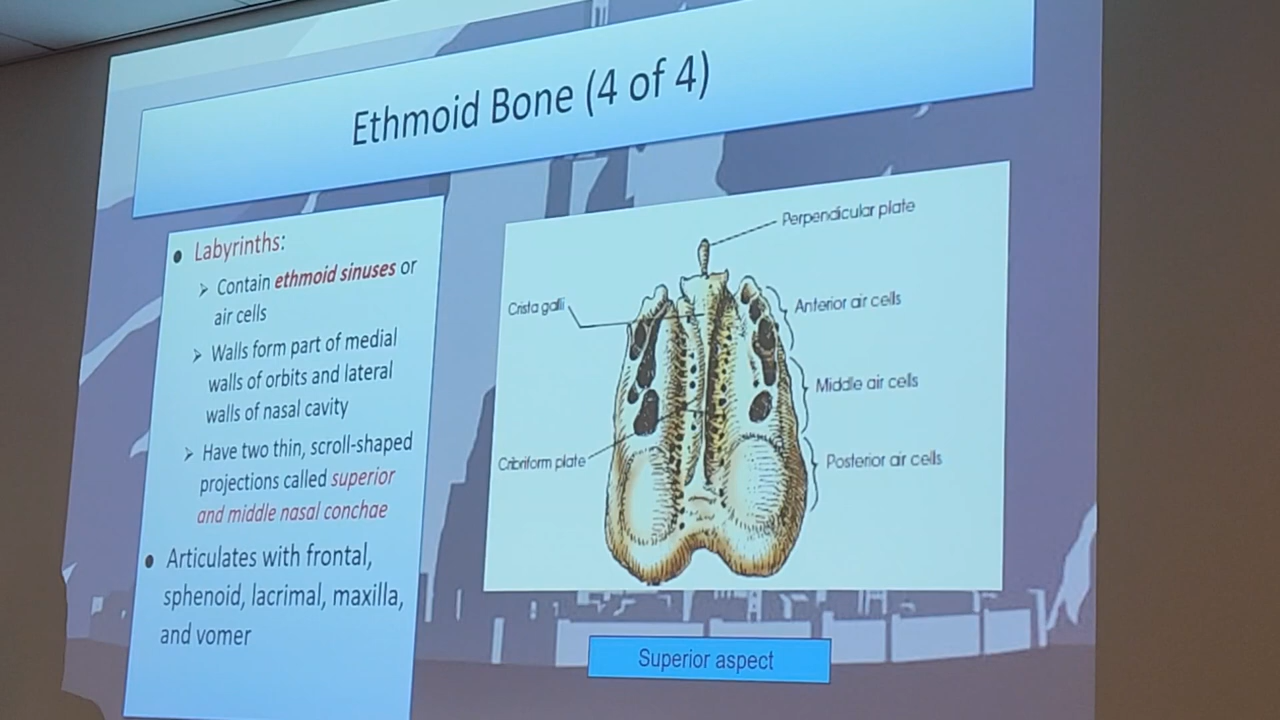 Ethmoid Bone (4 of 4)
Labyrinths:
Contain ethmoid sinuses or
air cells
Walls form part of medial
walls of orbits and lateral
walls of nasal cavity
Have two thin, scroll-shaped
projections called superior
and middle nasal conchae
Articulates with frontal,
sphenoid, lacrimal, maxilla,
and vomer
Perpendicular plate
Crista galli
Anterior air cells
Middle air cells
Cribriform plate
Posterior air cells
Superior aspect